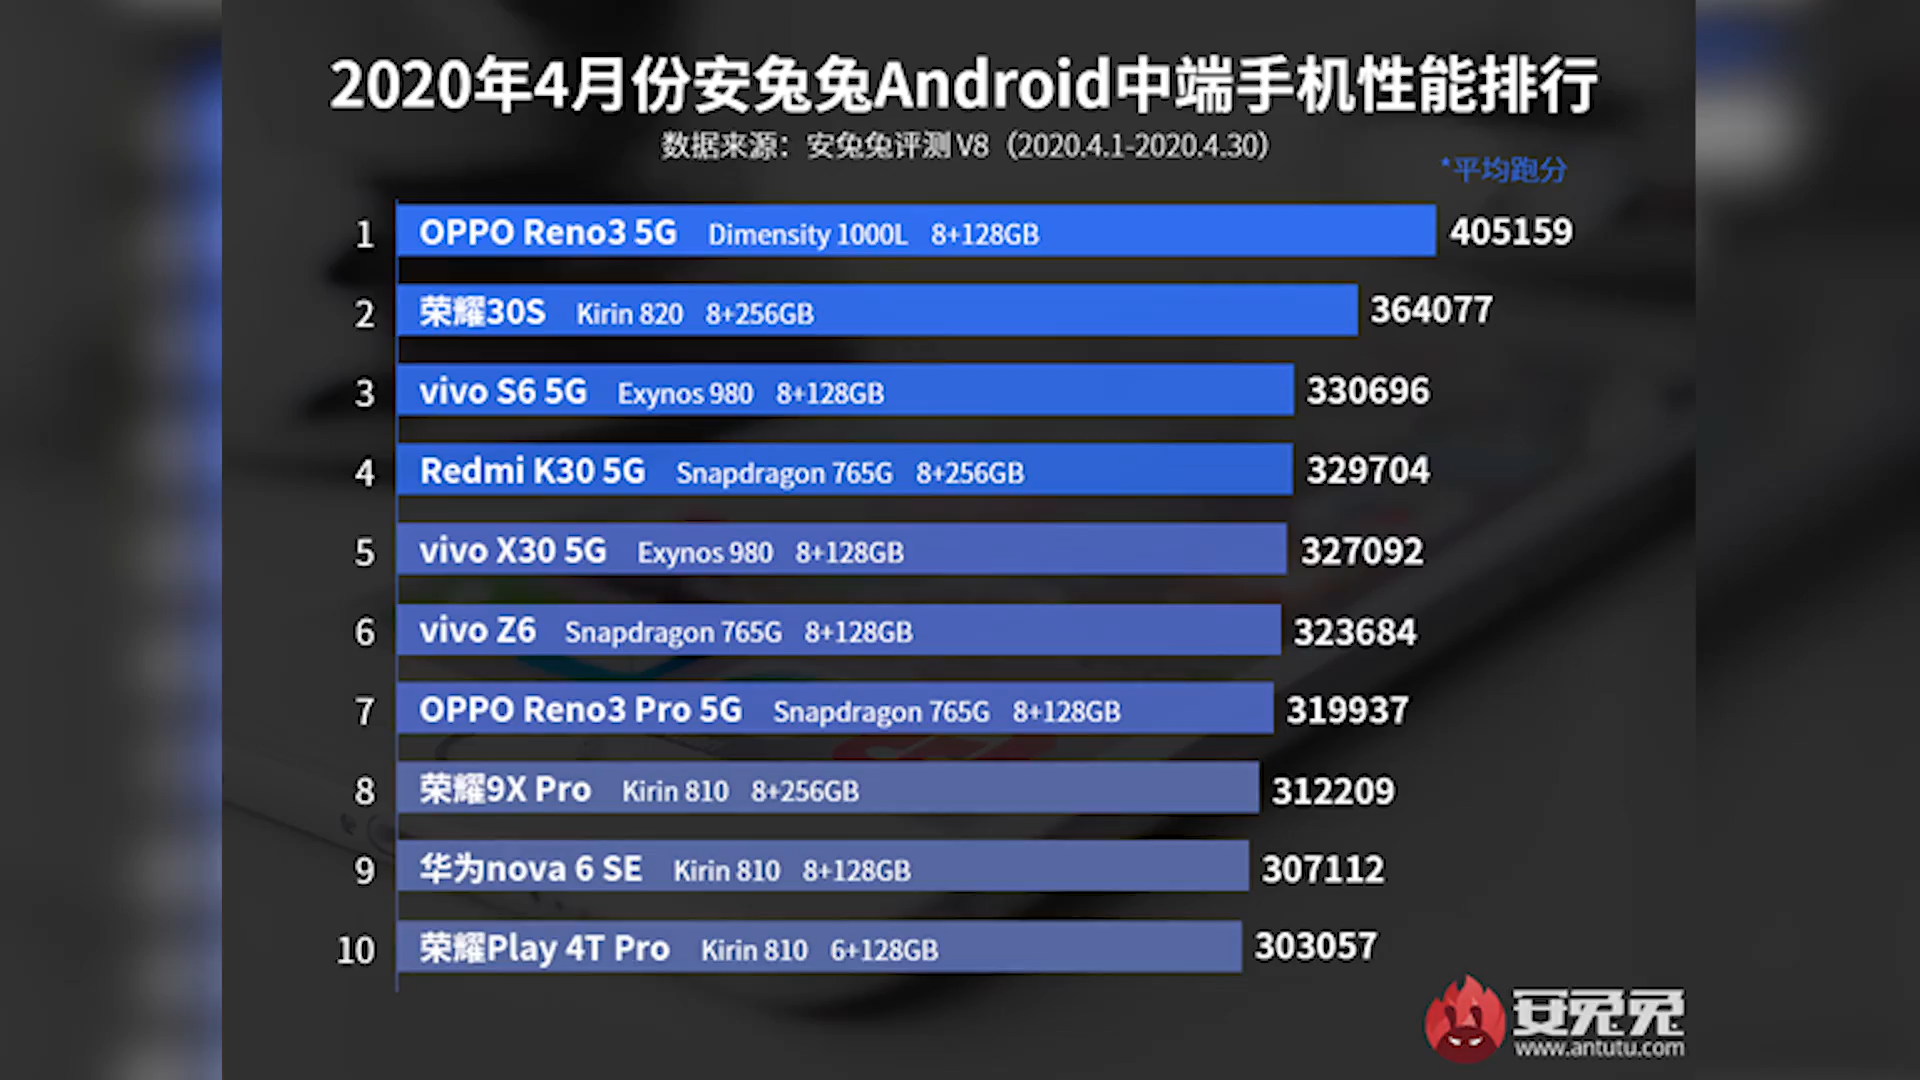 2020年4月份安兔兔Android中端手机性能排行
数据来源：安兔兔评测 V8（2020.4.1-2020.4.30）
*平均跑分
1 OPPO Reno3 5G Dimensity 1000L 8+128GB 405159
2 荣耀30S Kirin 820 8+256GB 364077
3 vivo S6 5G Exynos 980 8+128GB 330696
4 Redmi K30 5G Snapdragon 765G 8+256GB 329704
5 vivo X30 5G Exynos 980 8+128GB 327092
6 vivo Z6 Snapdragon 765G 8+128GB 323684
7 OPPO Reno3 Pro 5G Snapdragon 765G 8+128GB 319937
8 荣耀9X Pro Kirin 810 8+256GB 312209
9 华为nova 6 SE Kirin 810 8+128GB 307112
10 荣耀Play 4T Pro Kirin 810 6+128GB 303057
安兔兔
www.antutu.com